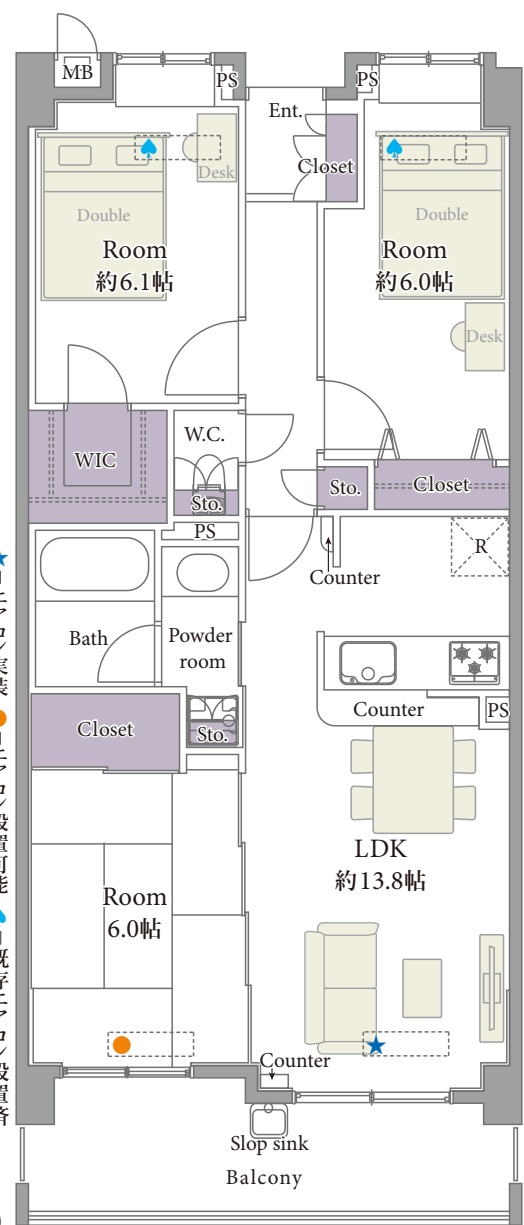 MB
PS
PS
Ent.
Closet
Desk
Double
Room
約6.1帖
Double
Room
約6.0帖
Desk
WIC
W.C.
Sto.
Sto.
Closet
PS
R
Counter
Bath
Powder
room
Counter
PS
Closet
Sto.
LDK
約13.8帖
Room
6.0帖
Counter
Slop sink
Balcony
★=エアコン実装 ●=エアコン設置可能 ♠=既存エアコン設置済